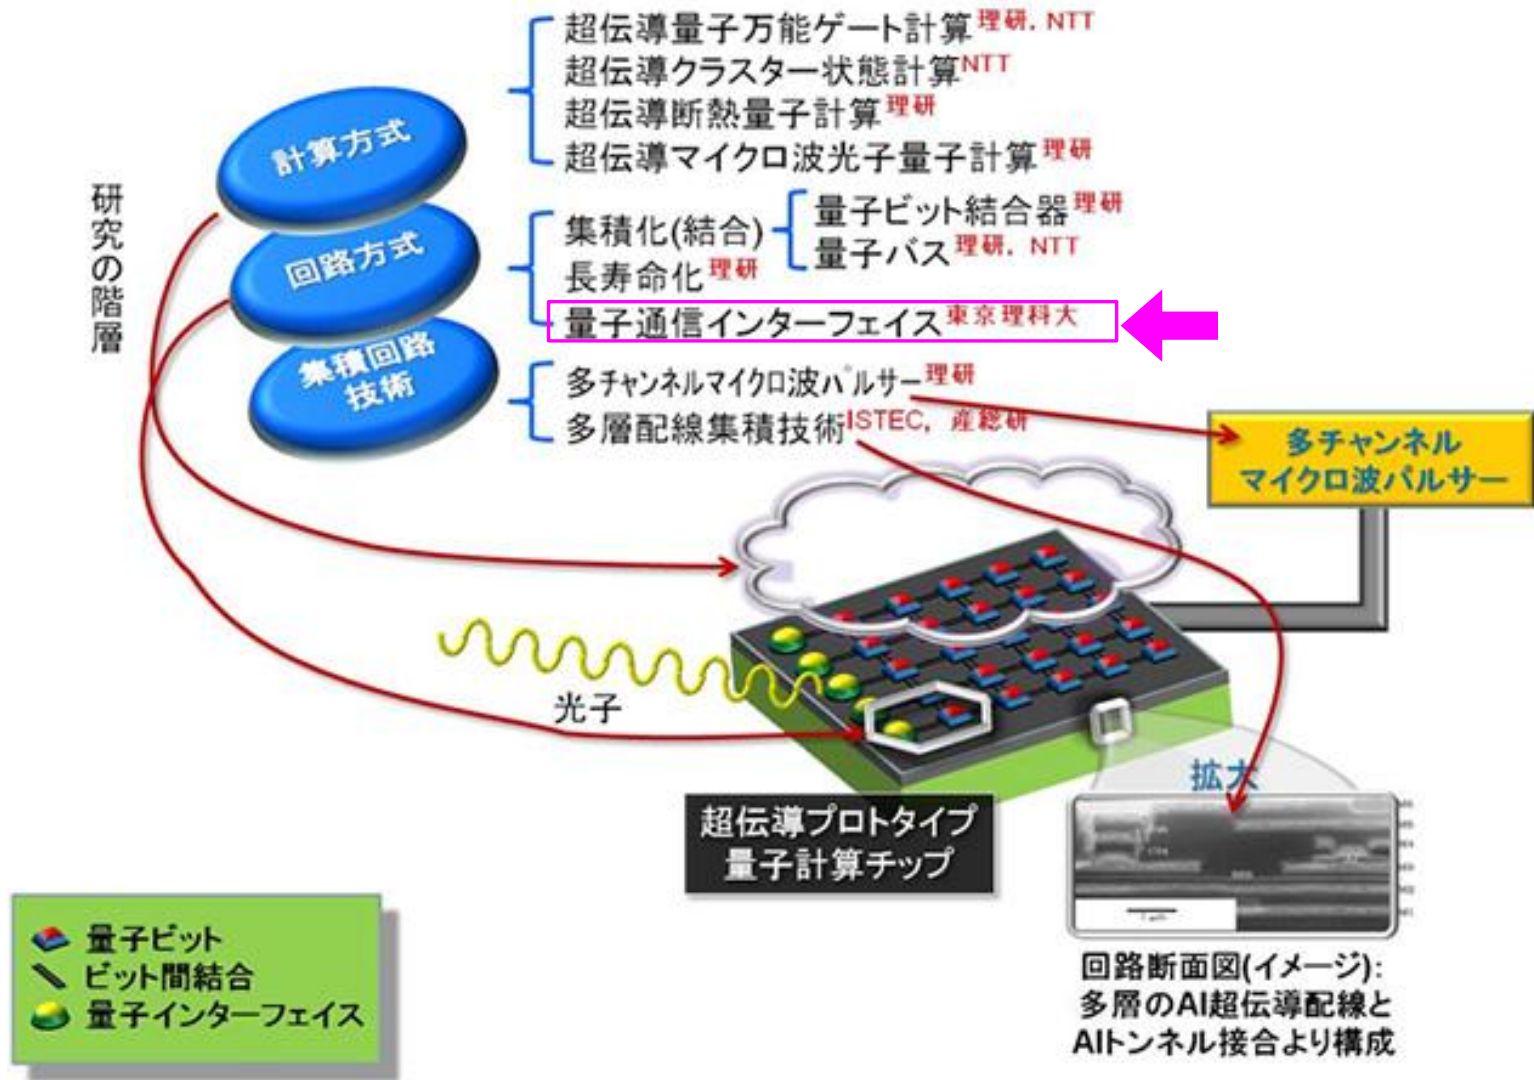 超伝導量子万能ゲート計算 理研, NTT
超伝導クラスター状態計算 NTT
超伝導断熱量子計算 理研
超伝導マイクロ波光子量子計算 理研
研究の階層
計算方式
回路方式
集積回路
技術
集積化(結合)
量子ビット結合器 理研
量子バス 理研, NTT
長寿命化 理研
量子通信インターフェイス 東京理科大
多チャンネルマイクロ波パルサー 理研
多層配線集積技術 ISTEC, 産総研
多チャンネル
マイクロ波パルサー
光子
拡大
超伝導プロトタイプ
量子計算チップ
量子ビット
ビット間結合
量子インターフェイス
回路断面図(イメージ):
多層のAl超伝導配線と
Alトンネル接合より構成